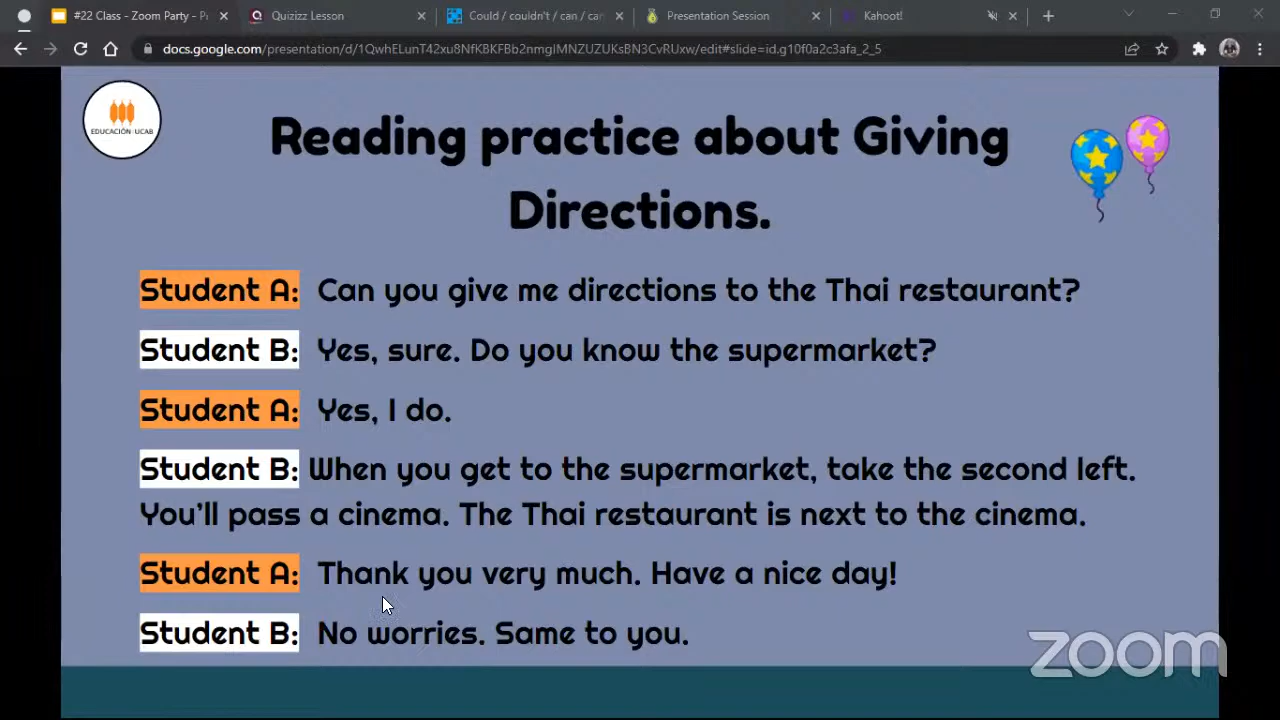 #22 Class - Zoom Party - P
Quizizz Lesson
Could / couldn't / can / can
Presentation Session
Kahoot!
docs.google.com/presentation/d/1QwhELunT42xu8NfKBKFBb2nmgIMNZUZUKsBN3CvRUxw/edit#slide=id.g10f0a2c3afa_2_5
EDUCACIÓN UCAB
Reading practice about Giving
Directions.
Student A: Can you give me directions to the Thai restaurant?
Student B: Yes, sure. Do you know the supermarket?
Student A: Yes, I do.
Student B: When you get to the supermarket, take the second left.
You'll pass a cinema. The Thai restaurant is next to the cinema.
Student A: Thank you very much. Have a nice day!
Student B: No worries. Same to you.
zoom